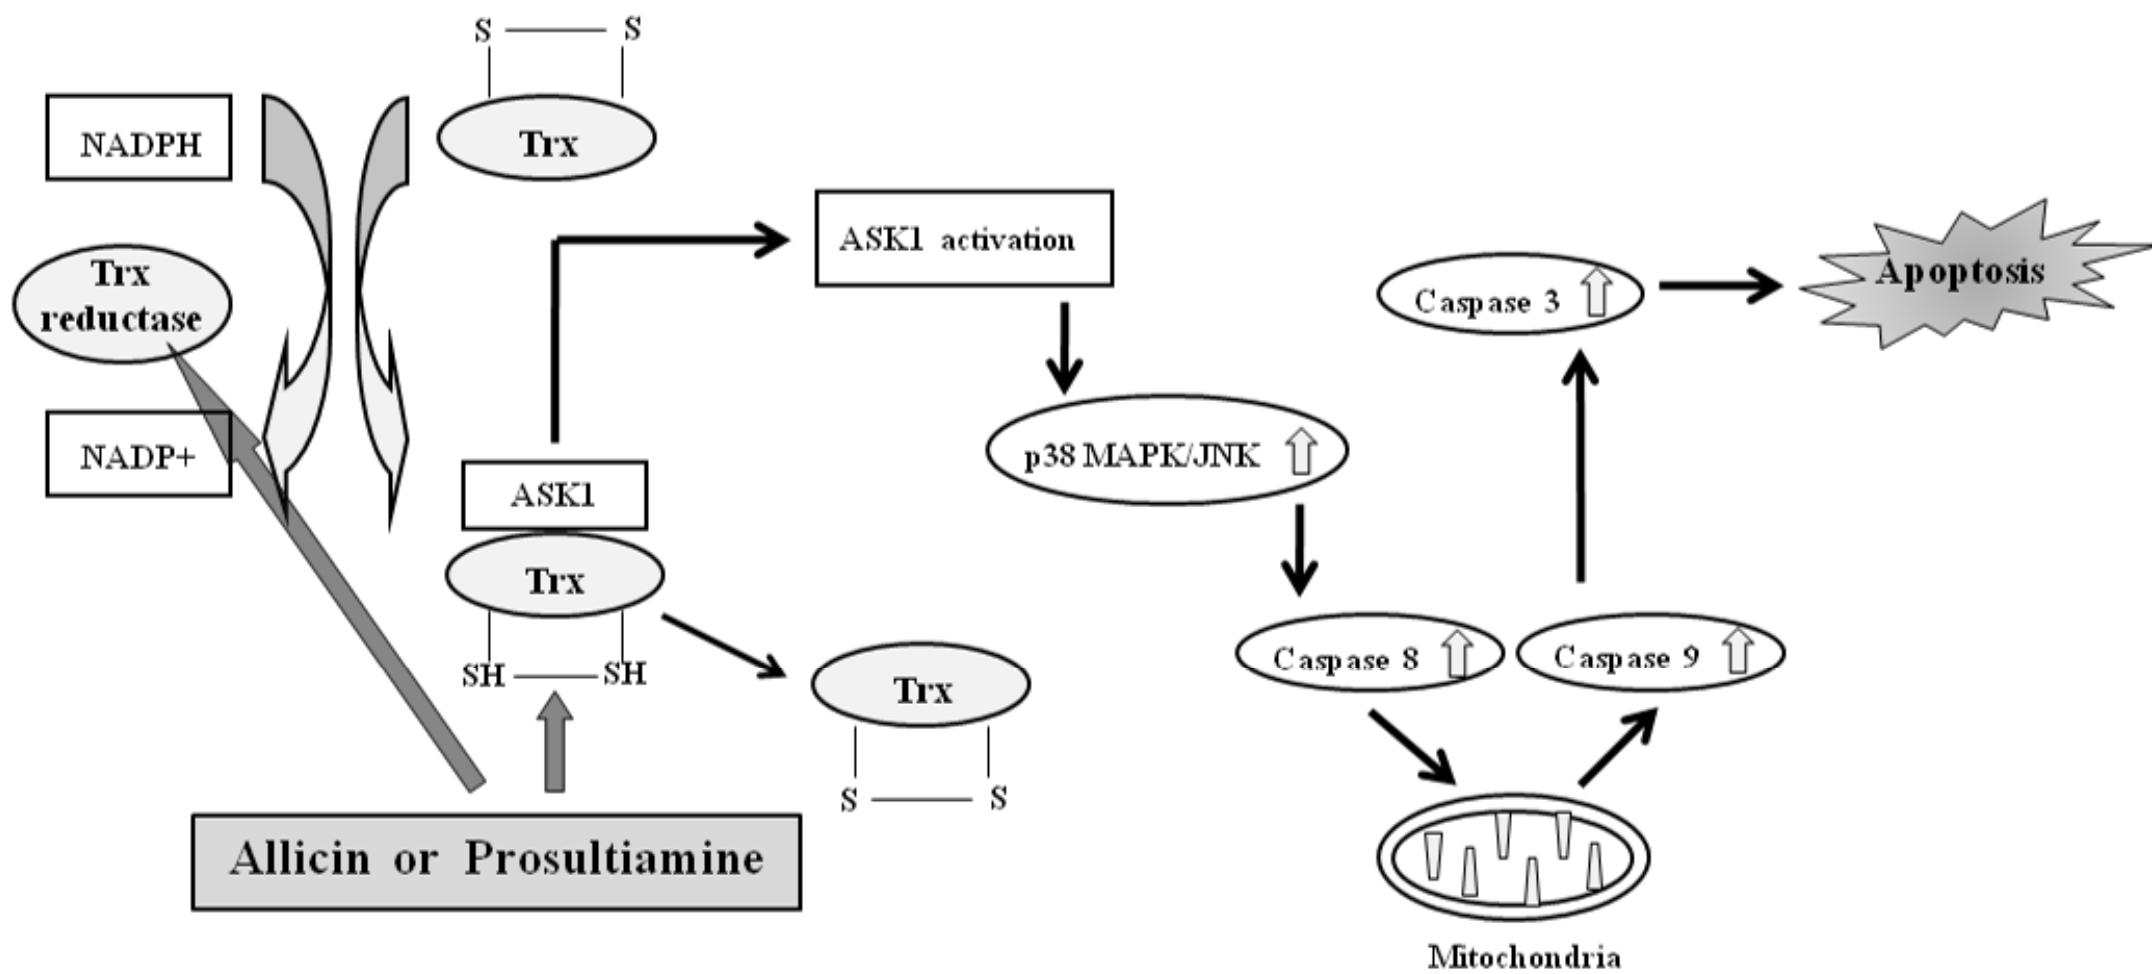 S S
NADPH
Trx
Trx
reductase
NADP+
ASK1
Trx
SH SH
Trx
S S
Allicin or Prosultiamine
ASK1 activation
p38 MAPK/JNK
Caspase 8
Caspase 9
Mitochondria
Caspase 3
Apoptosis